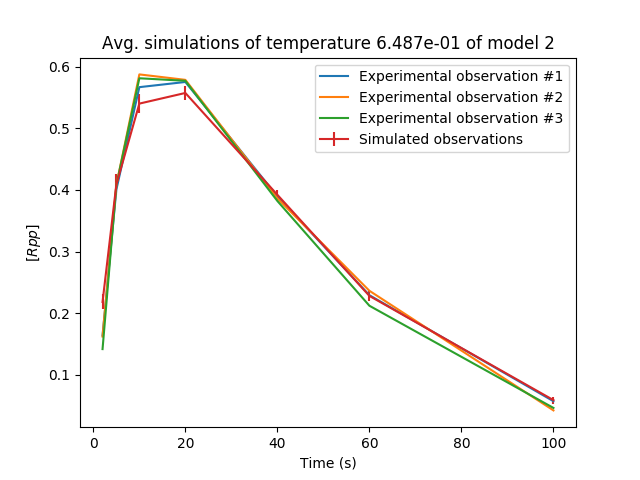 Avg. simulations of temperature 6.487e-01 of model 2
Experimental observation #1
Experimental observation #2
Experimental observation #3
Simulated observations
[Rpp]
0.6
0.5
0.4
0.3
0.2
0.1
0 20 40 60 80 100
Time (s)